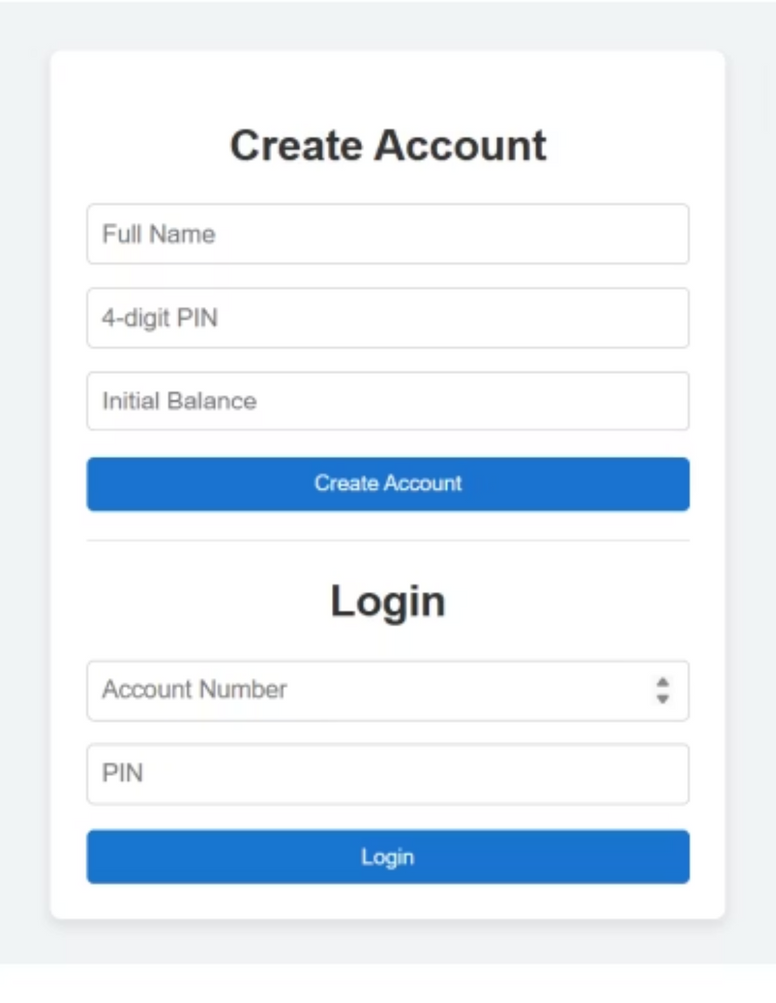 Create Account
Full Name
4-digit PIN
Initial Balance
Create Account
Login
Account Number
PIN
Login